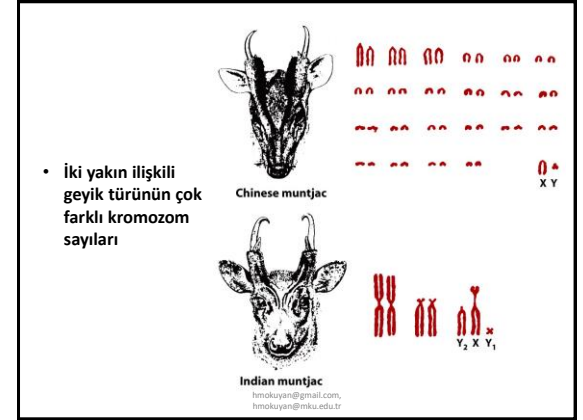 • İki yakın ilişkili
geyik türünün çok
farklı kromozom
sayıları
X Y
Chinese muntjac
Y2 X Y1
Indian muntjac
hmokuyan@gmail.com,
hmokuyan@mku.edu.tr